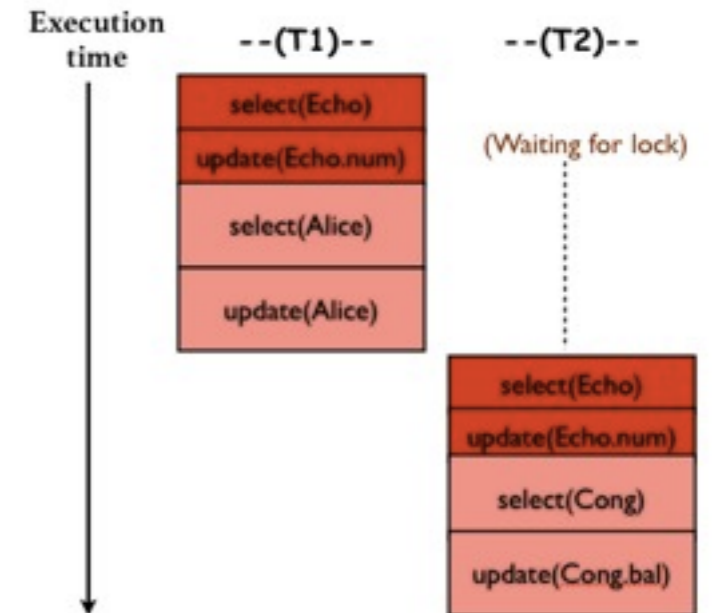 Execution
time
--(T1)--
--(T2)--
select(Echo)
update(Echo.num)
select(Alice)
update(Alice)
(Waiting for lock)
select(Echo)
update(Echo.num)
select(Cong)
update(Cong.bal)